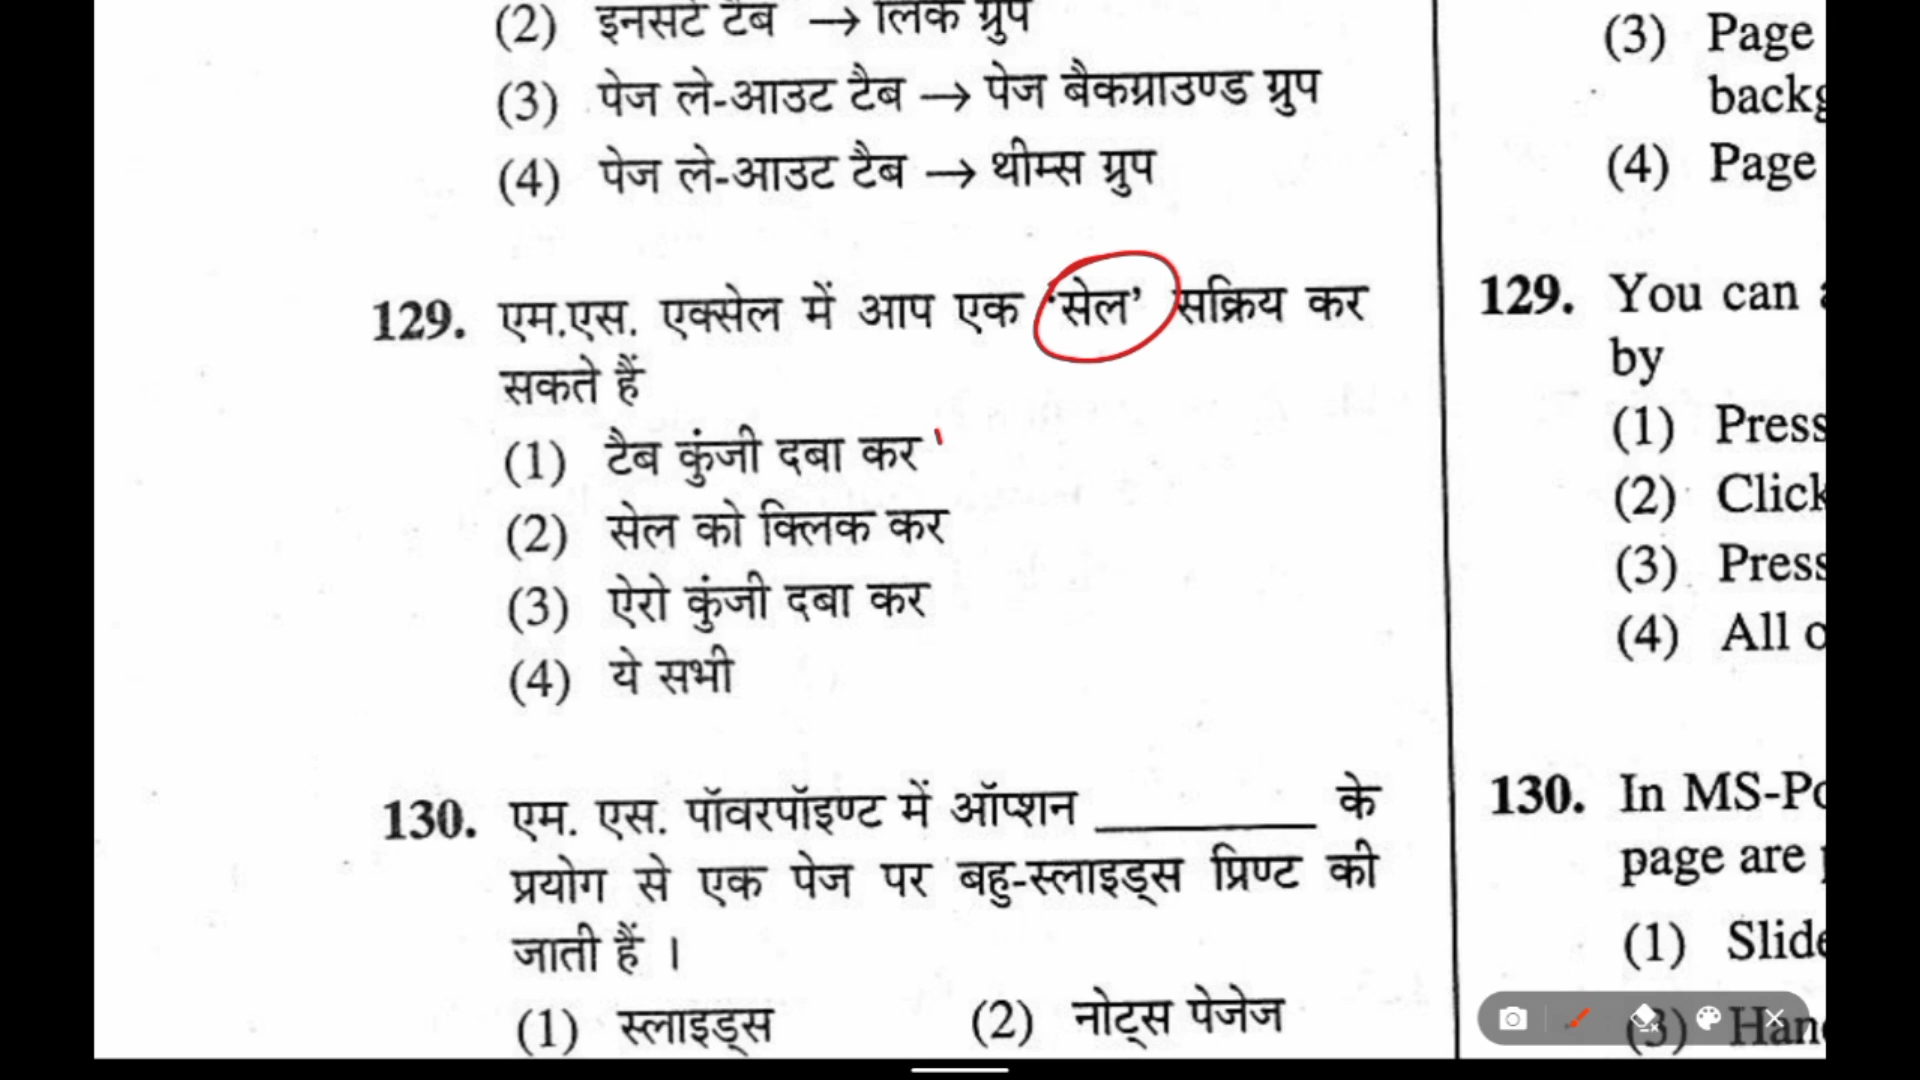 (2) इनसर्ट टैब → लिंक ग्रुप
(3) पेज ले-आउट टैब → पेज बैकग्राउण्ड ग्रुप
(4) पेज ले-आउट टैब → थीम्स ग्रुप
129. एम.एस. एक्सेल में आप एक ‘सेल’ सक्रिय कर
सकते हैं
(1) टैब कुंजी दबा कर
(2) सेल को क्लिक कर
(3) ऐरो कुंजी दबा कर
(4) ये सभी
130. एम. एस. पॉवरपॉइण्ट में ऑप्शन ________ के
प्रयोग से एक पेज पर बहु-स्लाइड्स प्रिण्ट की
जाती हैं ।
(1) स्लाइड्स (2) नोट्स पेजेज
(3) Page
(4) Page
129. You can
by
(1) Press
(2) Click
(3) Press
(4) All
130. In
page are
(1)
(3)